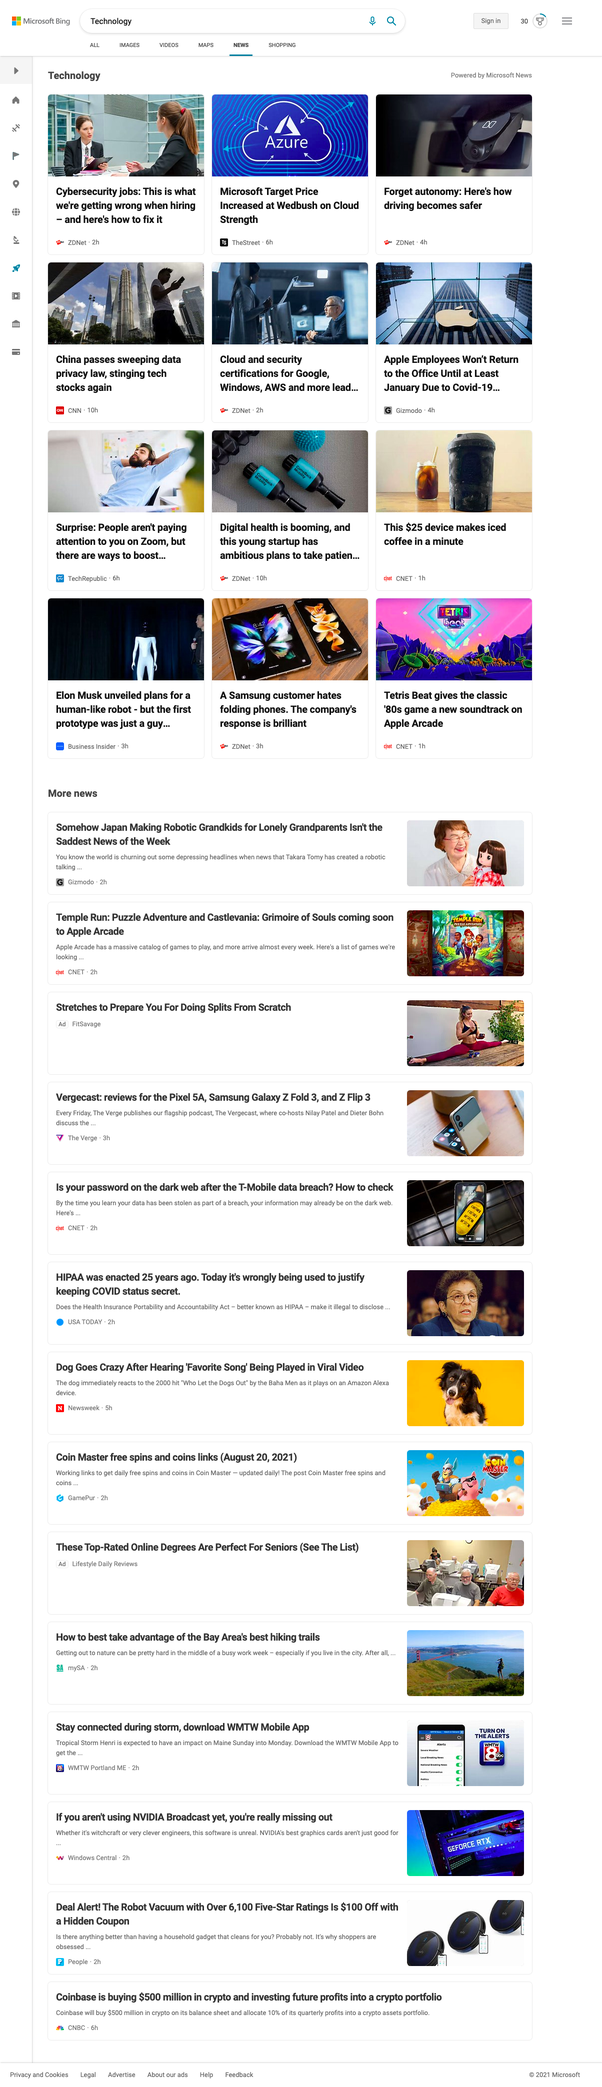 Microsoft Bing
Technology
Sign in
30
ALL IMAGES VIDEOS MAPS NEWS SHOPPING
Technology
Powered by Microsoft News
Azure
Cybersecurity jobs: This is what
we're getting wrong when hiring
– and here's how to fix it
ZDNet · 2h
Microsoft Target Price
Increased at Wedbush on Cloud
Strength
TheStreet · 6h
Forget autonomy: Here's how
driving becomes safer
ZDNet · 4h
China passes sweeping data
privacy law, stinging tech
stocks again
CNN · 10h
Cloud and security
certifications for Google,
Windows, AWS and more lead...
ZDNet · 2h
Apple Employees Won't Return
to the Office Until at Least
January Due to Covid-19...
Gizmodo · 4h
Surprise: People aren't paying
attention to you on Zoom, but
there are ways to boost...
TechRepublic · 6h
Digital health is booming, and
this young startup has
ambitious plans to take patien...
ZDNet · 10h
This $25 device makes iced
coffee in a minute
CNET · 1h
TETRIS
Beat
Elon Musk unveiled plans for a
human-like robot - but the first
prototype was just a guy...
Business Insider · 3h
A Samsung customer hates
folding phones. The company's
response is brilliant
ZDNet · 3h
Tetris Beat gives the classic
'80s game a new soundtrack on
Apple Arcade
CNET · 1h
More news
Somehow Japan Making Robotic Grandkids for Lonely Grandparents Isn't the
Saddest News of the Week
You know the world is churning out some depressing headlines when news that Takara Tomy has created a robotic
talking ...
Gizmodo · 2h
Temple Run: Puzzle Adventure and Castlevania: Grimoire of Souls coming soon
to Apple Arcade
Apple Arcade has a massive catalog of games to play, and more arrive almost every week. Here's a list of games we're
looking ...
CNET · 2h
TEMPLE RUN
Stretches to Prepare You For Doing Splits From Scratch
Ad FitSavage
Vergecast: reviews for the Pixel 5A, Samsung Galaxy Z Fold 3, and Z Flip 3
Every Friday, The Verge publishes our flagship podcast, The Vergecast, where co-hosts Nilay Patel and Dieter Bohn
discuss the ...
The Verge · 3h
Is your password on the dark web after the T-Mobile data breach? How to check
By the time you learn your data has been stolen as part of a breach, your information may already be on the dark web.
Here's ...
CNET · 2h
HIPAA was enacted 25 years ago. Today it's wrongly being used to justify
keeping COVID status secret.
Does the Health Insurance Portability and Accountability Act – better known as HIPAA – make it illegal to disclose ...
USA TODAY · 2h
Dog Goes Crazy After Hearing 'Favorite Song' Being Played in Viral Video
The dog immediately reacts to the 2000 hit "Who Let the Dogs Out" by the Baha Men as it plays on an Amazon Alexa
device.
Newsweek · 5h
Coin Master free spins and coins links (August 20, 2021)
Working links to get daily free spins and coins in Coin Master — updated daily! The post Coin Master free spins and
coins ...
GamePur · 2h
COIN MASTER
These Top-Rated Online Degrees Are Perfect For Seniors (See The List)
Ad Lifestyle Daily Reviews
How to best take advantage of the Bay Area's best hiking trails
Getting out to nature can be pretty hard in the middle of a busy work week – especially if you live in the city. After all, ...
mySA · 2h
Stay connected during storm, download WMTW Mobile App
Tropical Storm Henri is expected to have an impact on Maine Sunday into Monday. Download the WMTW Mobile App to
get the ...
WMTW Portland ME · 2h
TURN ON
THE ALERTS
WMTW
8
If you aren't using NVIDIA Broadcast yet, you're really missing out
Whether it's witchcraft or very clever engineers, this software is unreal. NVIDIA's best graphics cards aren't just good for
...
Windows Central · 2h
GEFORCE RTX
Deal Alert! The Robot Vacuum with Over 6,100 Five-Star Ratings Is $100 Off with
a Hidden Coupon
Is there anything better than having a household gadget that cleans for you? Probably not. It's why shoppers are
obsessed ...
People · 2h
Coinbase is buying $500 million in crypto and investing future profits into a crypto portfolio
Coinbase will buy $500 million in crypto on its balance sheet and allocate 10% of its quarterly profits into a crypto assets portfolio.
CNBC · 6h
Privacy and Cookies Legal Advertise About our ads Help Feedback
© 2021 Microsoft